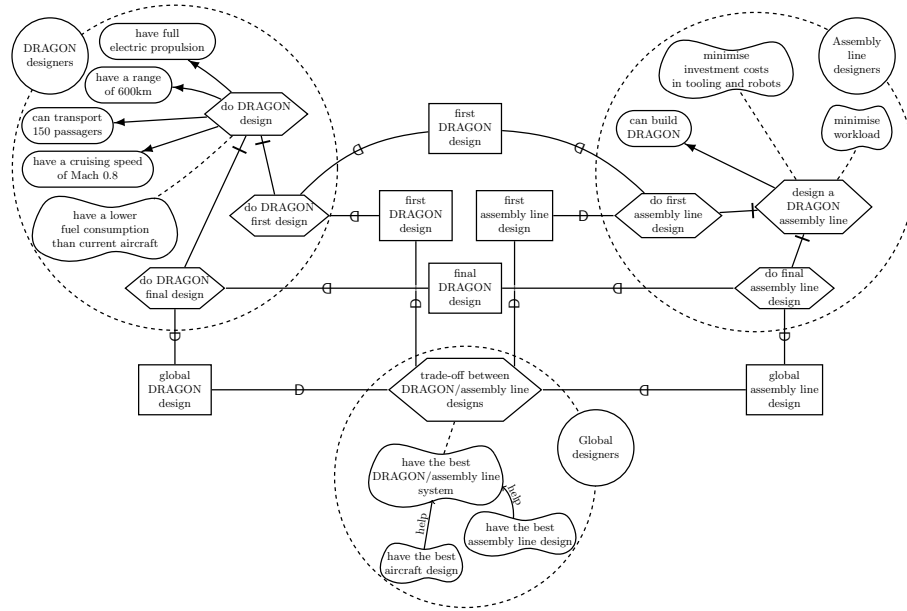 DRAGON
designers
have full
electric propulsion
have a range
of 600km
can transport
150 passagers
have a cruising speed
of Mach 0.8
have a lower
fuel consumption
than current aircraft
do DRAGON
design
do DRAGON
first design
do DRAGON
final design
first
DRAGON
design
first
DRAGON
design
first
assembly line
design
final
DRAGON
design
Assembly
line
designers
minimise
investment costs
in tooling and robots
minimise
workload
can build
DRAGON
design a
DRAGON
assembly line
do first
assembly line
design
do final
assembly line
design
global
DRAGON
design
trade-off between
DRAGON/assembly line
designs
global
assembly line
design
Global
designers
have the best
DRAGON/assembly line
system
help
help
have the best
assembly line design
have the best
aircraft design
D
D
D
D
D
D
D
D
D
D
D
D